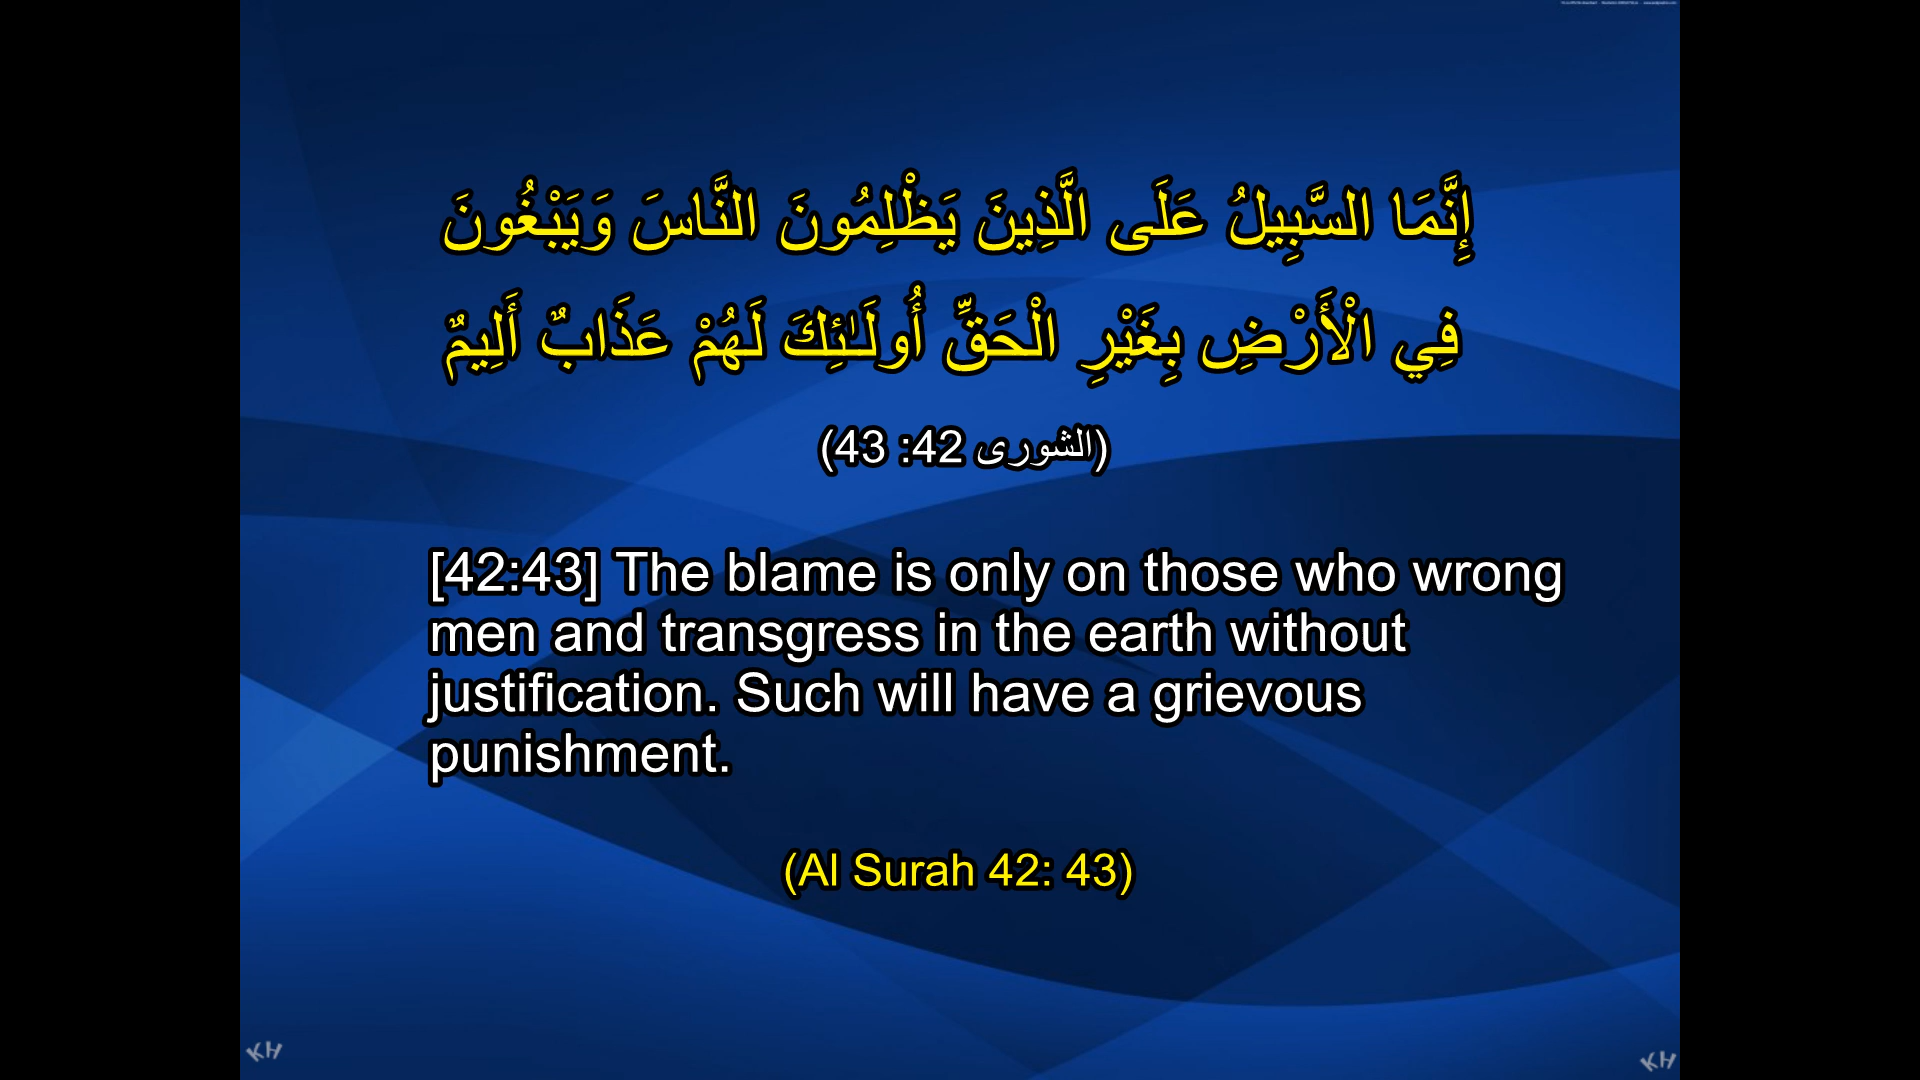 إِنَّمَا السَّبِيلُ عَلَى الَّذِينَ يَظْلِمُونَ النَّاسَ وَيَبْغُونَ
فِي الْأَرْضِ بِغَيْرِ الْحَقِّ أُولَـٰئِكَ لَهُمْ عَذَابٌ أَلِيمٌ
(الشورى 42: 43)
[42:43] The blame is only on those who wrong
men and transgress in the earth without
justification. Such will have a grievous
punishment.
(Al Surah 42: 43)
KH
KH